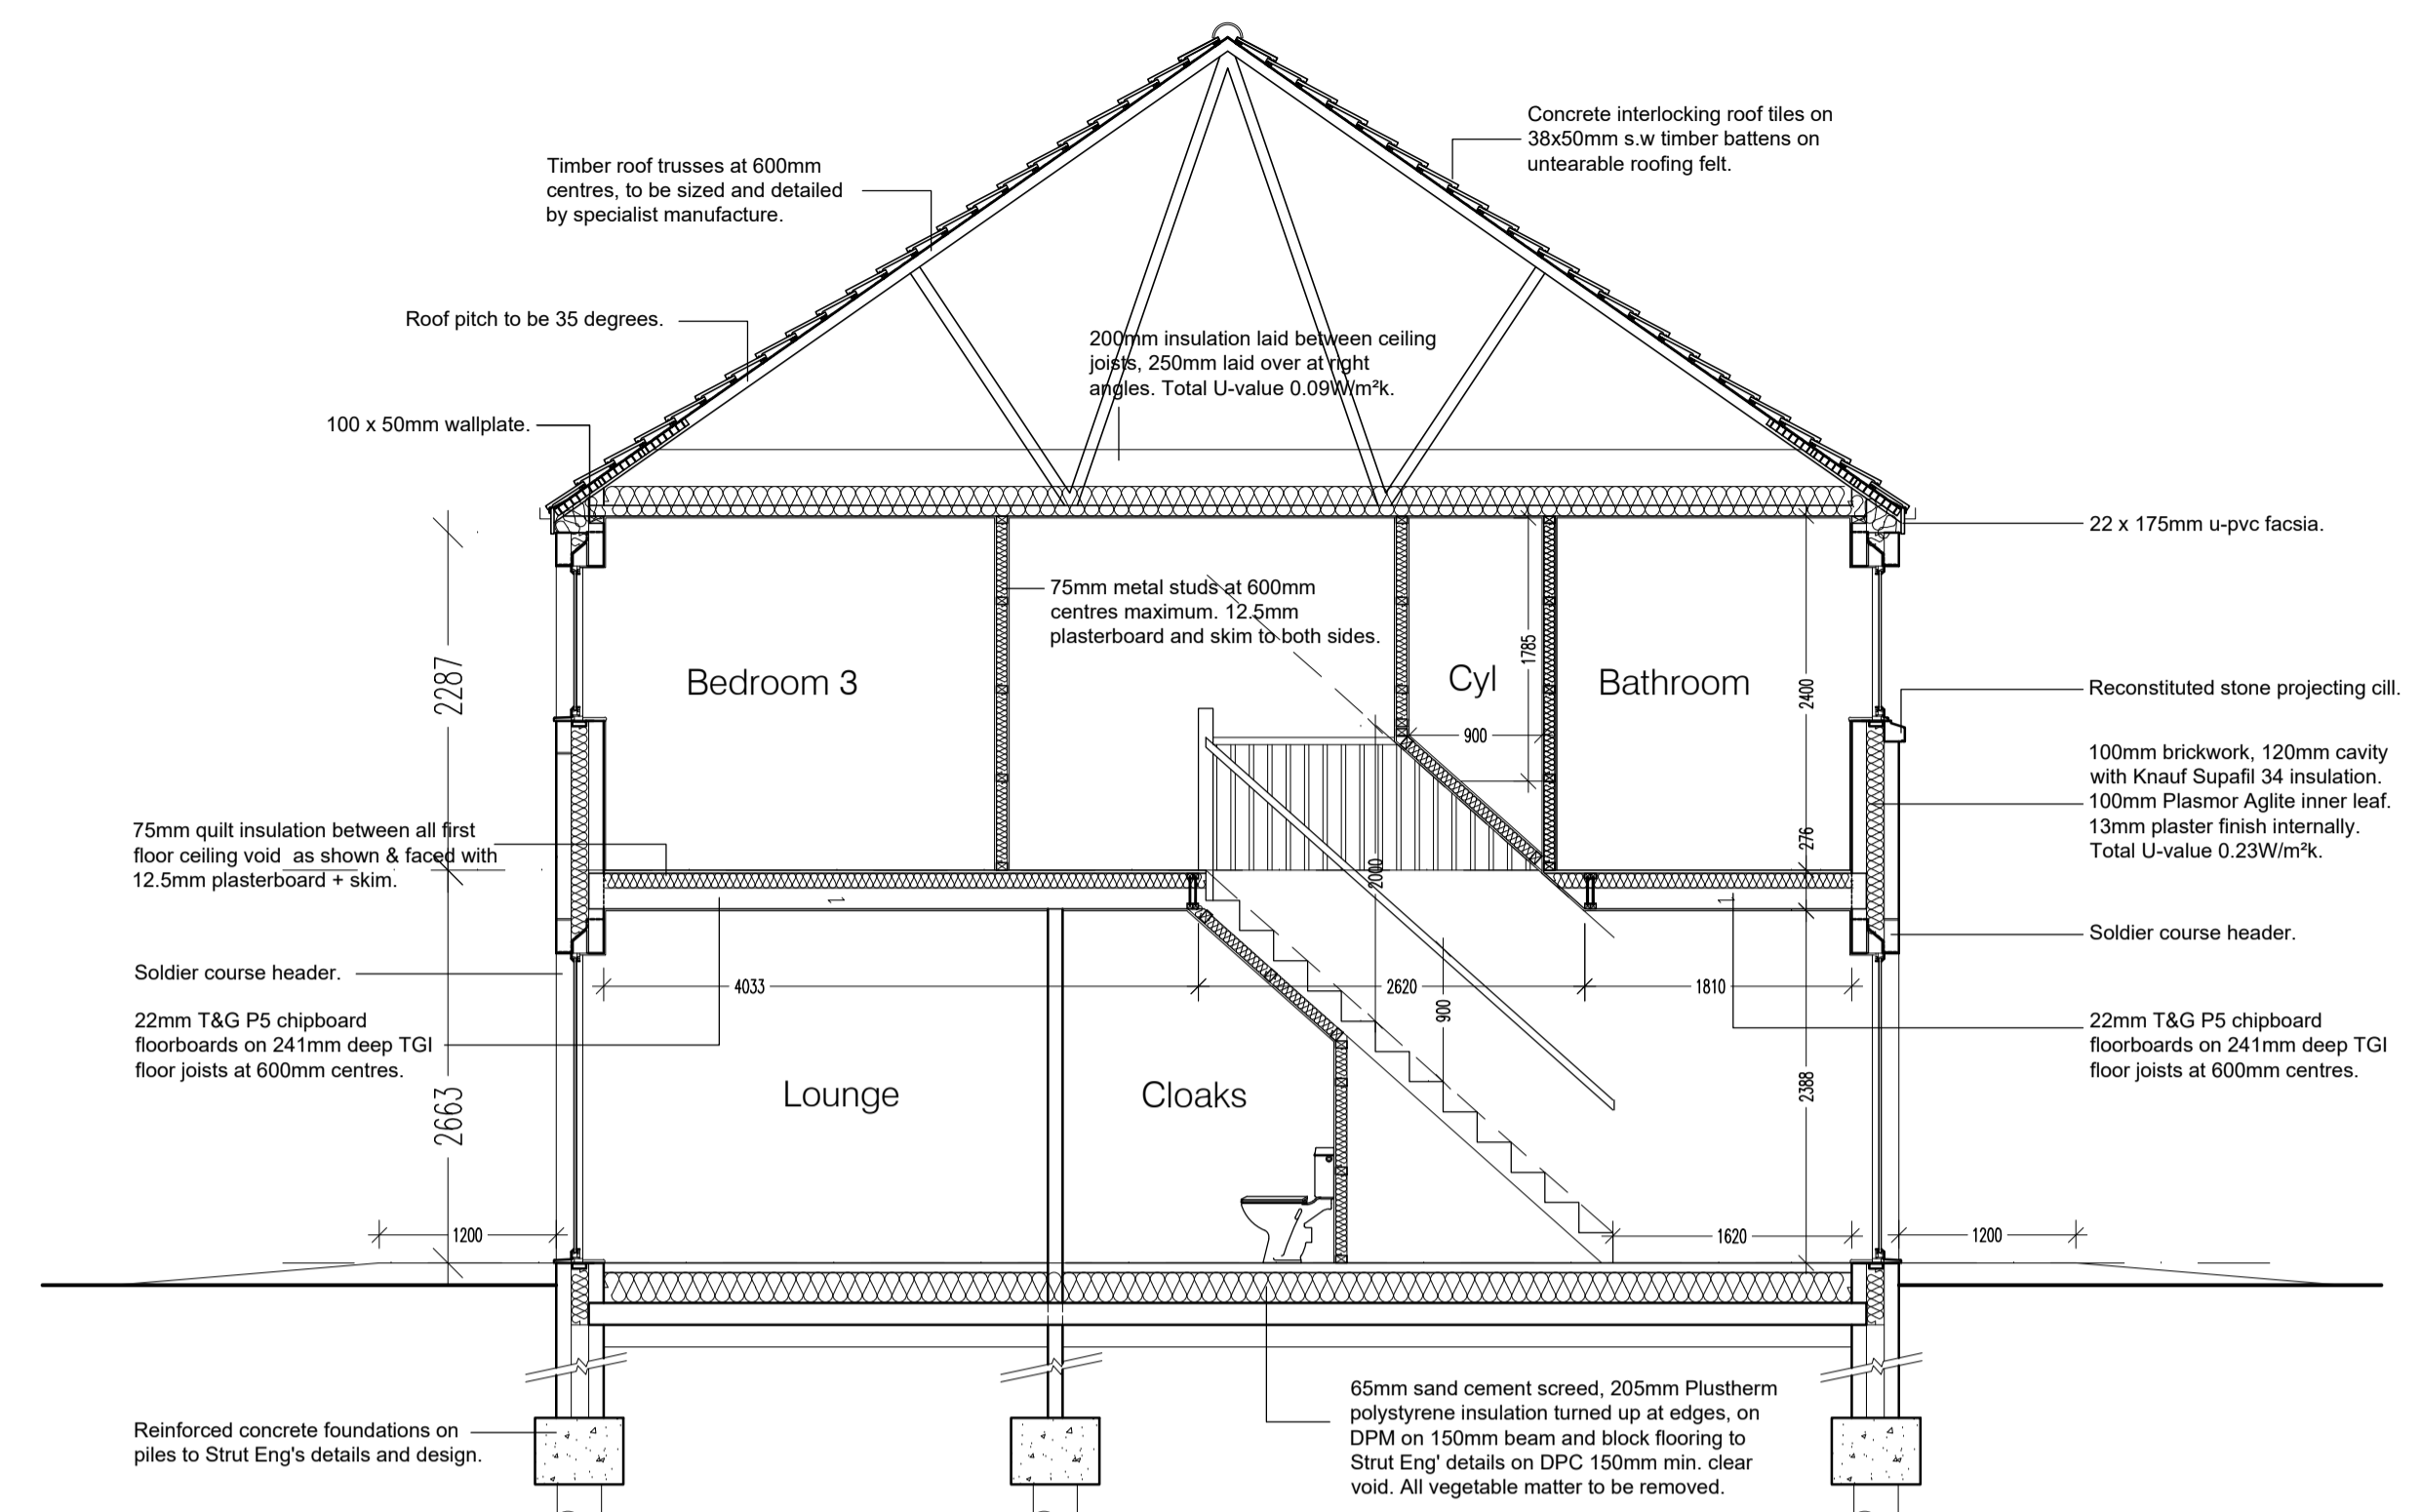 Concrete interlocking roof tiles on
38x50mm s.w timber battens on
untearable roofing felt.
Timber roof trusses at 600mm
centres, to be sized and detailed
by specialist manufacture.
Roof pitch to be 35 degrees.
200mm insulation laid between ceiling
joists, 250mm laid over at right
angles. Total U-value 0.09W/m²k.
100 x 50mm wallplate.
22 x 175mm u-pvc facsia.
75mm metal studs at 600mm
centres maximum. 12.5mm
plasterboard and skim to both sides.
2287
Bedroom 3
Cyl
1785
Bathroom
2400
900
Reconstituted stone projecting cill.
100mm brickwork, 120mm cavity
with Knauf Supafil 34 insulation.
100mm Plasmor Aglite inner leaf.
13mm plaster finish internally.
Total U-value 0.23W/m²k.
75mm quilt insulation between all first
floor ceiling void  as shown & faced with
12.5mm plasterboard + skim.
276
2000
Soldier course header.
Soldier course header.
4033
2620
1810
900
22mm T&G P5 chipboard
floorboards on 241mm deep TGI
floor joists at 600mm centres.
22mm T&G P5 chipboard
floorboards on 241mm deep TGI
floor joists at 600mm centres.
2663
Lounge
Cloaks
2388
1200
1620
1200
65mm sand cement screed, 205mm Plustherm
polystyrene insulation turned up at edges, on
DPM on 150mm beam and block flooring to
Strut Eng' details on DPC 150mm min. clear
void. All vegetable matter to be removed.
Reinforced concrete foundations on
piles to Strut Eng's details and design.